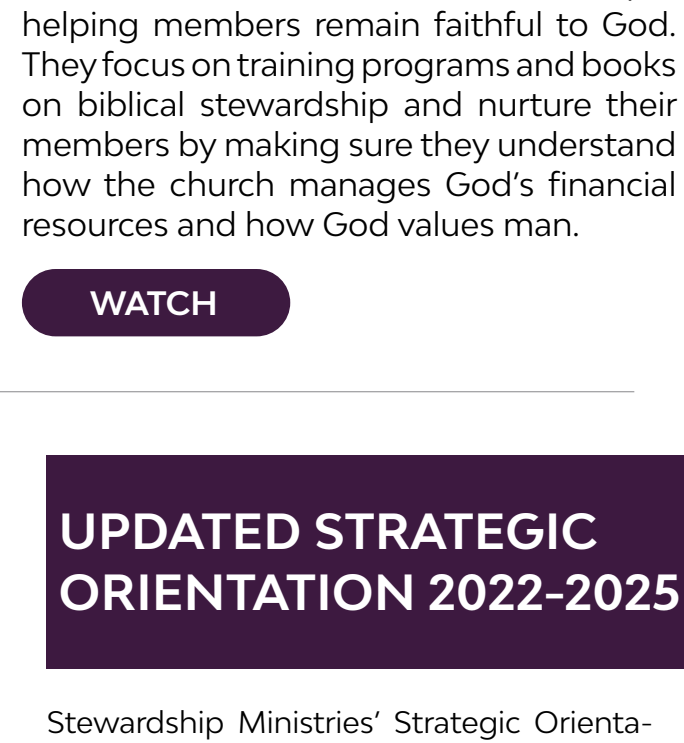 helping members remain faithful to God.
They focus on training programs and books
on biblical stewardship and nurture their
members by making sure they understand
how the church manages God’s financial
resources and how God values man.
WATCH
UPDATED STRATEGIC
ORIENTATION 2022-2025
Stewardship Ministries’ Strategic Orienta-